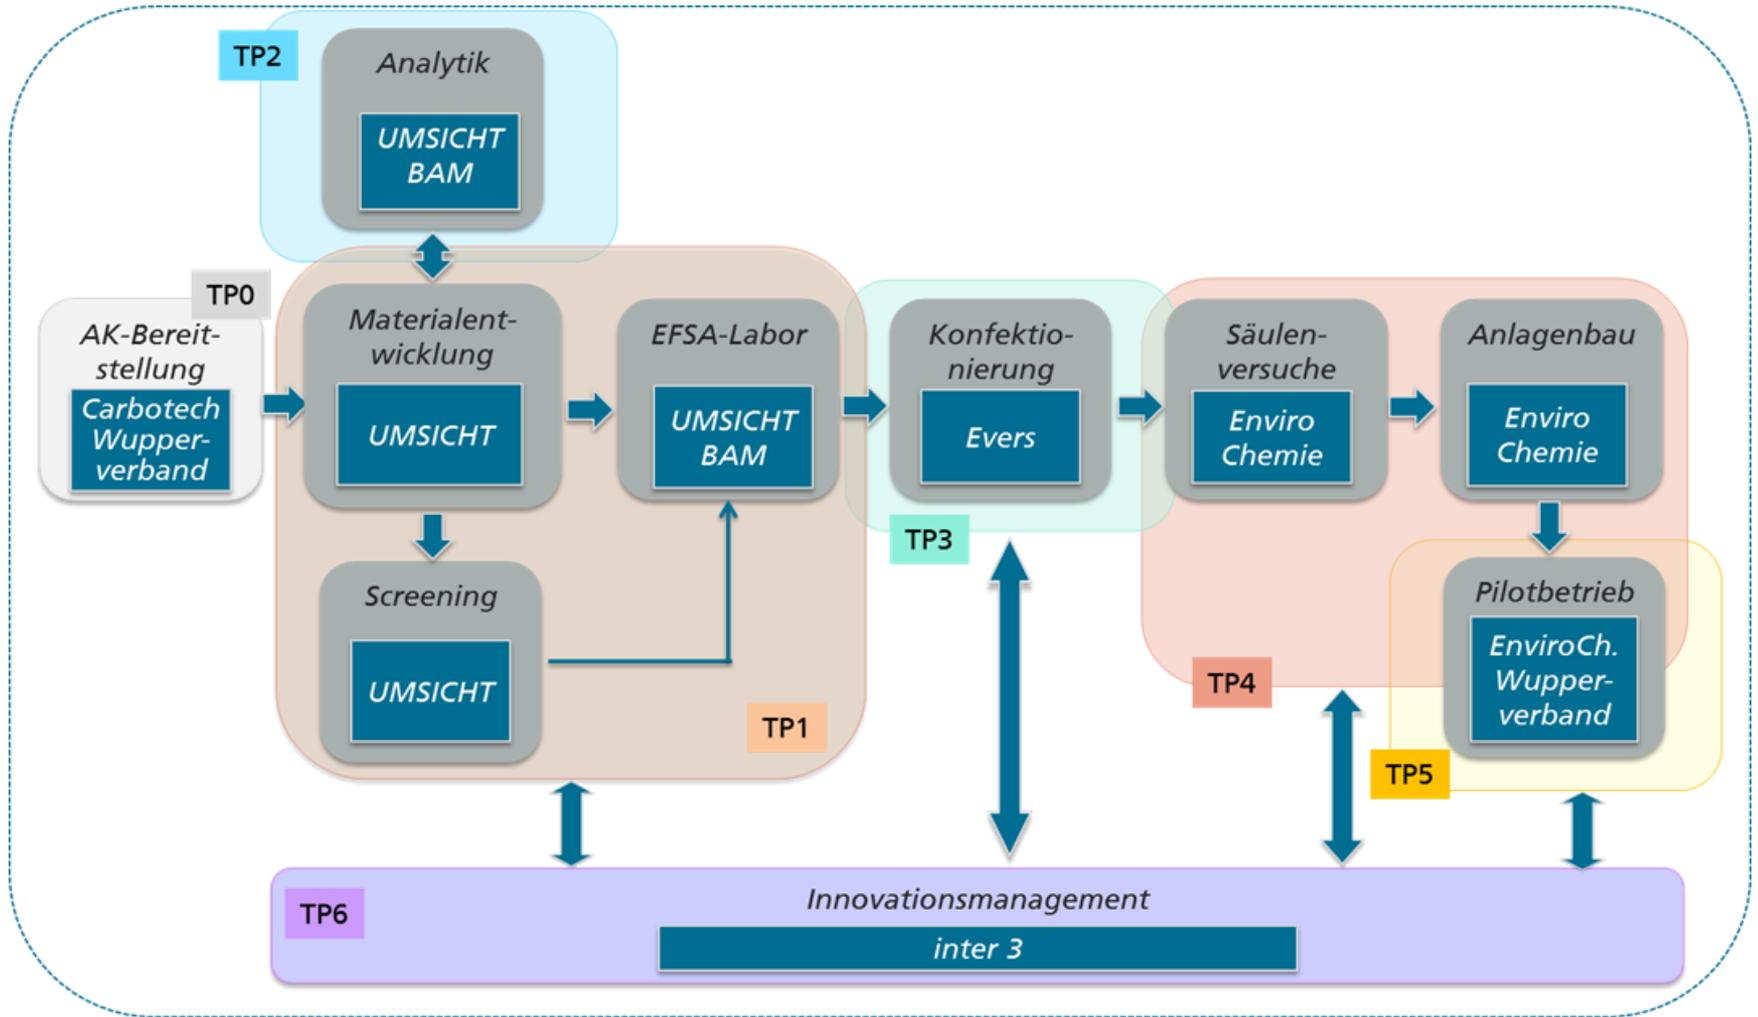 TP2
Analytik
UMSICHT
BAM
TP0
AK-Bereit-
stellung
Carbotech
Wupper-
verband
Materialent-
wicklung
UMSICHT
EFSA-Labor
UMSICHT
BAM
Screening
UMSICHT
TP1
Konfektio-
nierung
Evers
TP3
Säulen-
versuche
Enviro
Chemie
Anlagenbau
Enviro
Chemie
TP4
Pilotbetrieb
EnviroCh.
Wupper-
verband
TP5
TP6
Innovationsmanagement
inter 3